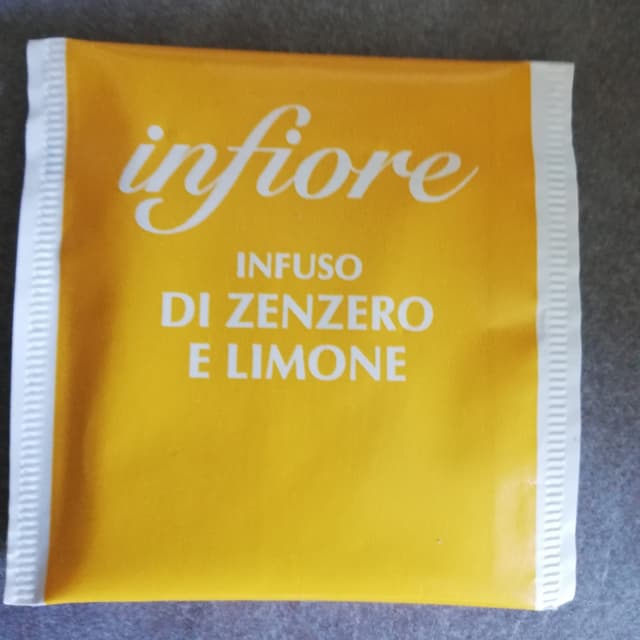 infiore
INFUSO
DI ZENZERO
E LIMONE